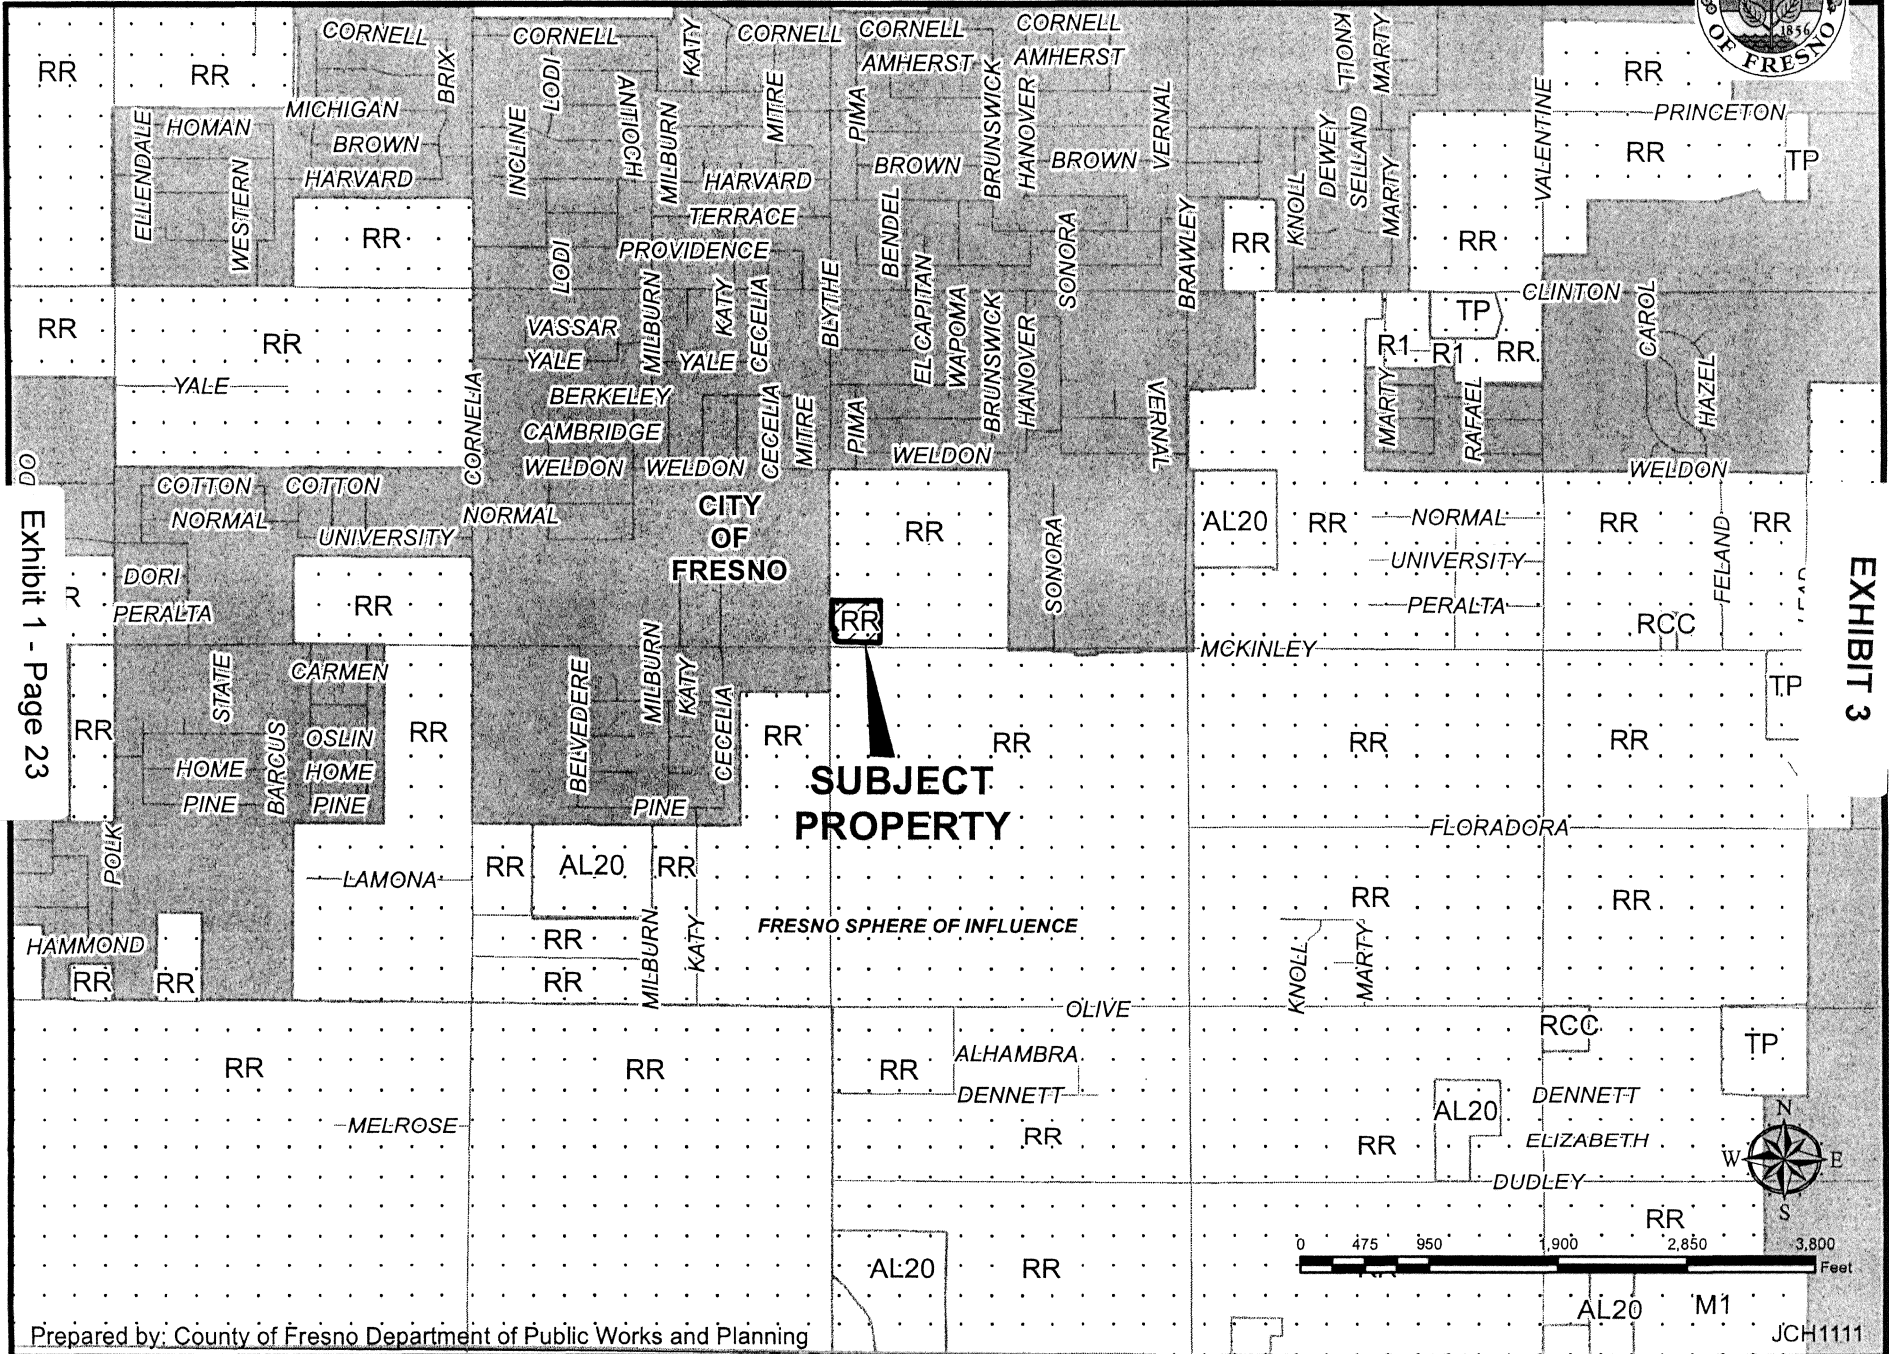 CORNELL
CORNELL
KATY
CORNELL
CORNELL
CORNELL
KNOLL
MARTY
1856
OF FRESNO
RR
RR
BRIX
LODI
ANTIOCH
MITRE
AMHERST
AMHERST
BRUNSWICK
HANOVER
VERNAL
RR
MICHIGAN
HOMAN
ELLENDALE
BROWN
INCLINE
MILBURN
PIMA
BROWN
BROWN
DEWEY
SELLAND
MARTY
VALENTINE
PRINCETON
RR
TP
HARVARD
HARVARD
WESTERN
TERRACE
BENDEL
SONORA
BRAWLEY
KNOLL
RR
LODI
PROVIDENCE
RR
RR
MILBURN
KATY
CECELIA
BLYTHE
EL CAPITAN
WAPOMA
BRUNSWICK
HANOVER
CLINTON
CAROL
TP
RR
RR
VASSAR
YALE
YALE
R1
R1
RR
HAZEL
YALE
CORNELIA
BERKELEY
CECELIA
MITRE
PIMA
VERNAL
MARTY
RAFAEL
CAMBRIDGE
WELDON
WELDON
WELDON
WELDON
COTTON
COTTON
NORMAL
NORMAL
UNIVERSITY
CITY
OF
FRESNO
RR
SONORA
AL20
RR
NORMAL
RR
FELAND
RR
UNIVERSITY
PERALTA
DORI
PERALTA
RR
RR
RCC
MCKINLEY
Exhibit 1 - Page 23
EXHIBIT 3
STATE
CARMEN
BELVEDERE
MILBURN
KATY
CECELIA
TP
RR
BARCUS
OSLIN
RR
RR
RR
RR
RR
HOME
HOME
PINE
PINE
PINE
SUBJECT
PROPERTY
FLORADORA
POLK
LAMONA
RR
AL20
RR
RR
RR
HAMMOND
RR
MILBURN
KATY
FRESNO SPHERE OF INFLUENCE
KNOLL
MARTY
RR
RR
RR
OLIVE
RCC
TP
RR
RR
RR
ALHAMBRA
DENNETT
DENNETT
MELROSE
RR
RR
AL20
ELIZABETH
DUDLEY
N
W
E
S
RR
0 475 950 1,900 2,850 3,800
Feet
AL20
RR
AL20
M1
Prepared by: County of Fresno Department of Public Works and Planning
JCH1111